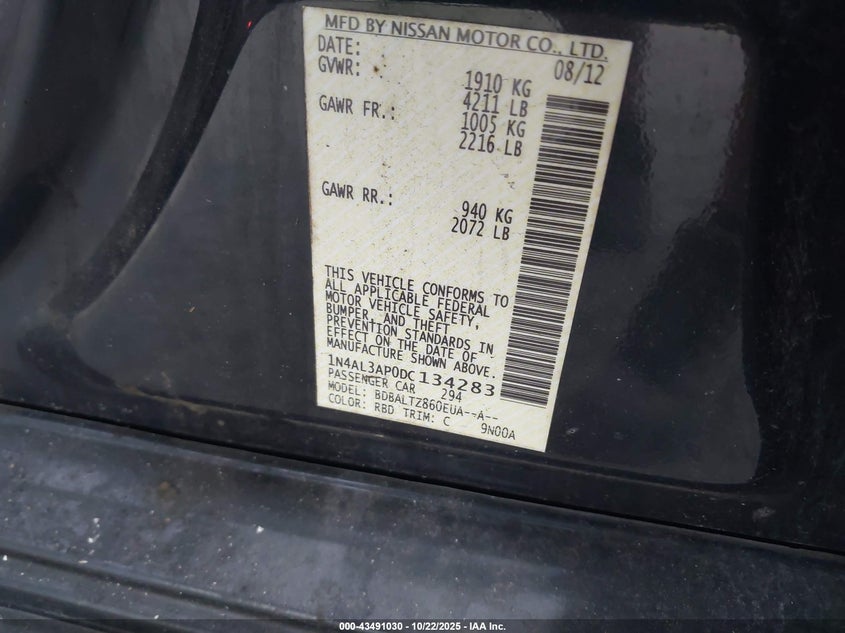 MFD BY NISSAN MOTOR CO., LTD.
DATE: 08/12
GVWR: 1910 KG
4211 LB
GAWR FR.: 1005 KG
2216 LB
GAWR RR.: 940 KG
2072 LB
THIS VEHICLE CONFORMS TO
ALL APPLICABLE FEDERAL
MOTOR VEHICLE SAFETY,
BUMPER, AND THEFT
PREVENTION STANDARDS IN
EFFECT ON THE DATE OF
MANUFACTURE SHOWN ABOVE.
1N4AL3AP0DC134283
PASSENGER CAR 294
MODEL: BDBALTZ860EUA--A--
COLOR: RBD TRIM: C 9N00A
000-43491030 - 10/22/2025 - IAA Inc.